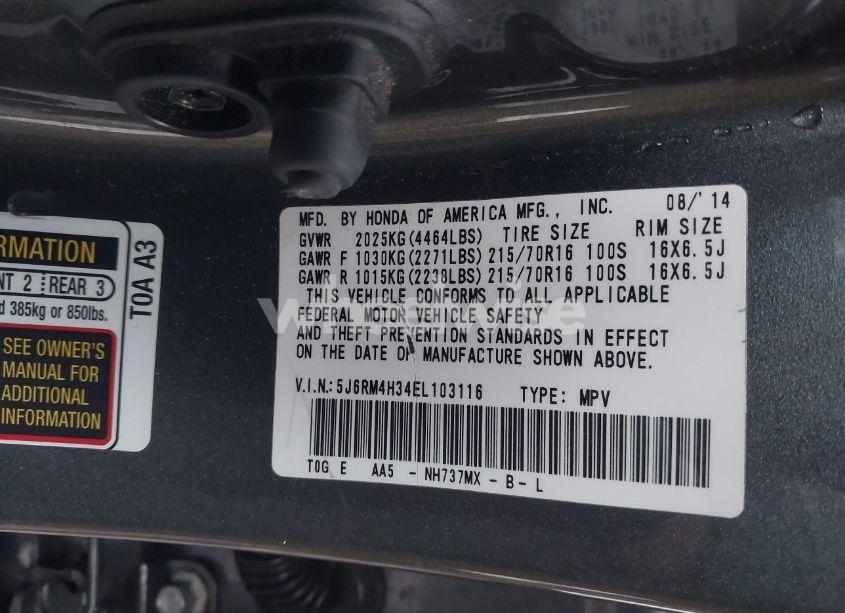 MFD. BY HONDA OF AMERICA MFG., INC. 08/'14
GVWR 2025KG(4464LBS) TIRE SIZE RIM SIZE
GAWR F 1030KG(2271LBS) 215/70R16 100S 16X6.5J
GAWR R 1015KG(2238LBS) 215/70R16 100S 16X6.5J
THIS VEHICLE CONFORMS TO ALL APPLICABLE
FEDERAL MOTOR VEHICLE SAFETY
AND THEFT PREVENTION STANDARDS IN EFFECT
ON THE DATE OF MANUFACTURE SHOWN ABOVE.
V.I.N.: 5J6RM4H34EL103116 TYPE: MPV
T0G E AA5 - NH737MX - B - L
RMATION
NT 2 REAR 3
d 385kg or 850lbs.
SEE OWNER'S
MANUAL FOR
ADDITIONAL
INFORMATION
T0A A3